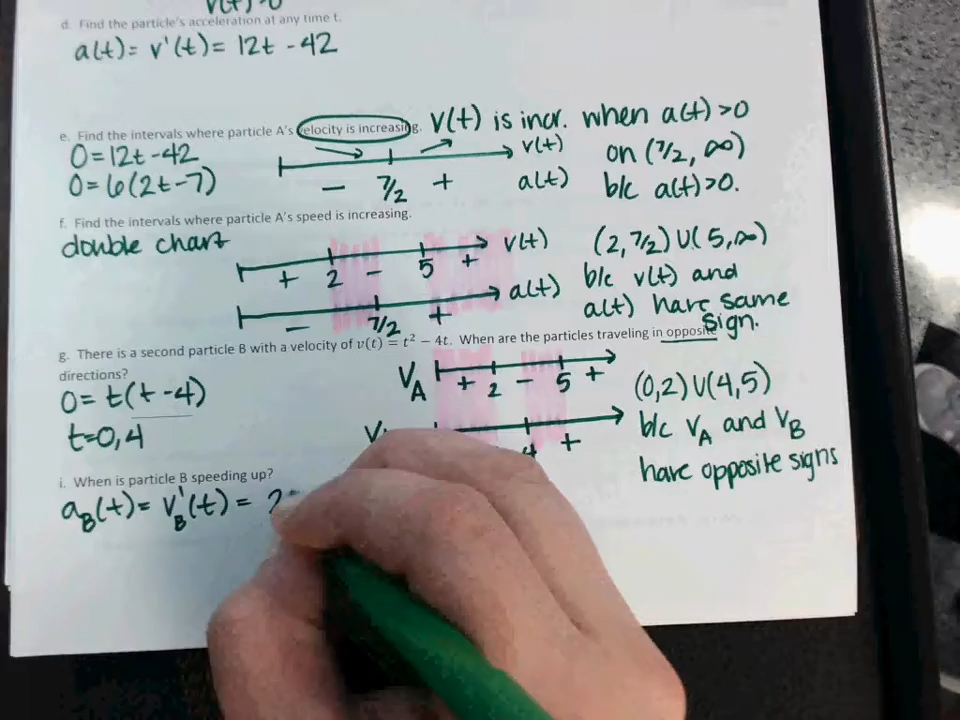 d. Find the particle's acceleration at any time t.
a(t) = v'(t) = 12t - 42
e. Find the intervals where particle A's velocity is increasing. v(t) is incr. when a(t) > 0
0 = 12t - 42
0 = 6(2t - 7)
v(t)
- 7/2 + a(t)
on (7/2, ∞)
b/c a(t) > 0.
f. Find the intervals where particle A's speed is increasing.
double chart
+ 2 - 5 + v(t)
- 7/2 + a(t)
(2, 7/2) U (5, ∞)
b/c v(t) and
a(t) have same
sign.
g. There is a second particle B with a velocity of v(t) = t² − 4t. When are the particles traveling in opposite
directions?
0 = t(t - 4)
t = 0, 4
V_A + 2 - 5 +
4 +
(0,2) U (4,5)
b/c V_A and V_B
have opposite signs
i. When is particle B speeding up?
a_B(t) = V_B'(t) = 2